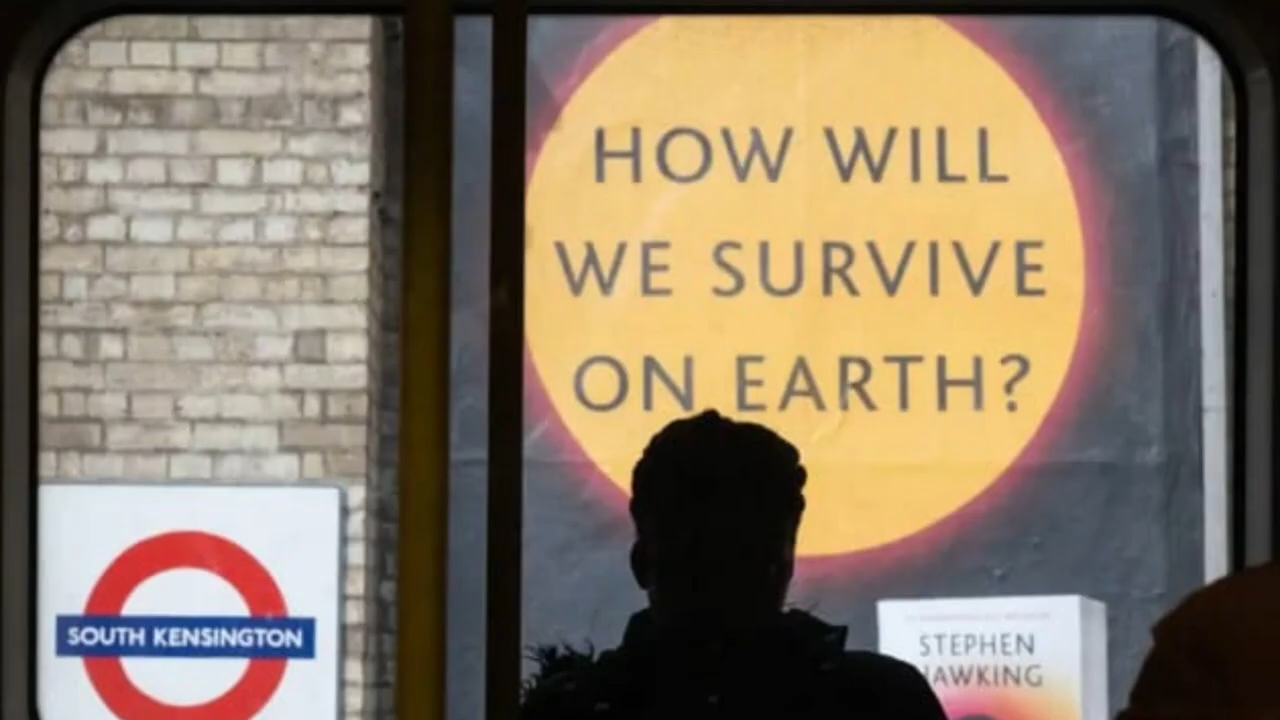 HOW WILL
WE SURVIVE
ON EARTH?
SOUTH KENSINGTON
STEPHEN
HAWKING